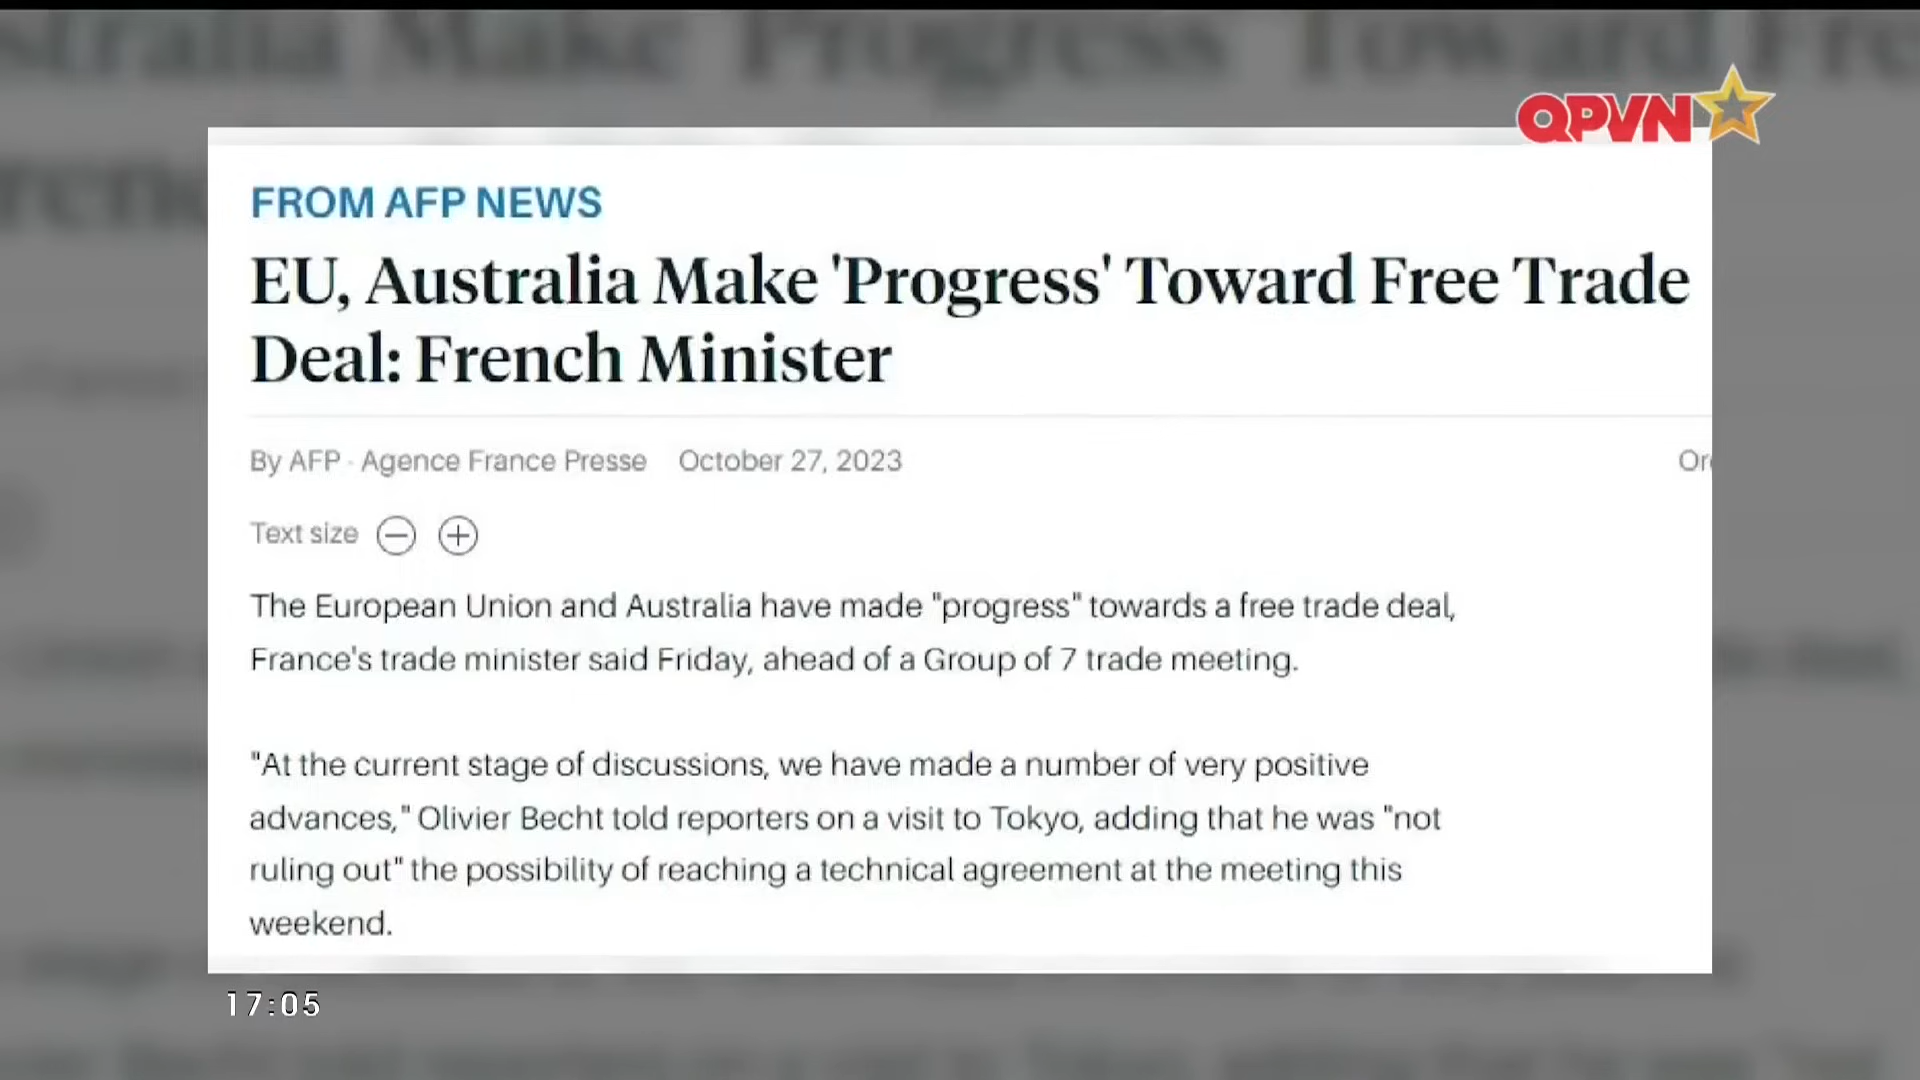 QPVN
FROM AFP NEWS
EU, Australia Make 'Progress' Toward Free Trade
Deal: French Minister
By AFP - Agence France Presse October 27, 2023
Text size
The European Union and Australia have made "progress" towards a free trade deal,
France's trade minister said Friday, ahead of a Group of 7 trade meeting.
"At the current stage of discussions, we have made a number of very positive
advances," Olivier Becht told reporters on a visit to Tokyo, adding that he was "not
ruling out" the possibility of reaching a technical agreement at the meeting this
weekend.
17:05